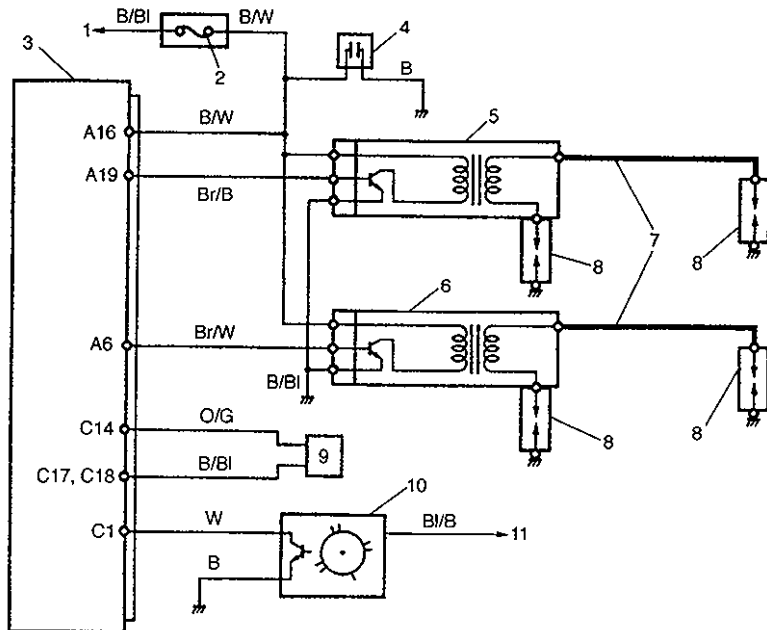 B/Bl
B/W
1
2
3
4
B
A16
B/W
5
A19
Br/B
7
8
8
6
A6
Br/W
B/Bl
8
8
C14
O/G
9
C17, C18
B/Bl
10
C1
W
Bl/B
11
B